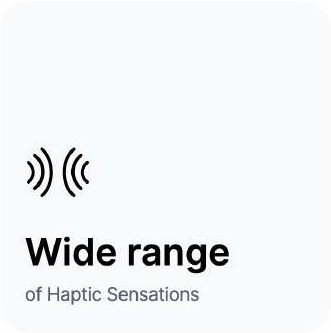 Wide range
of Haptic Sensations